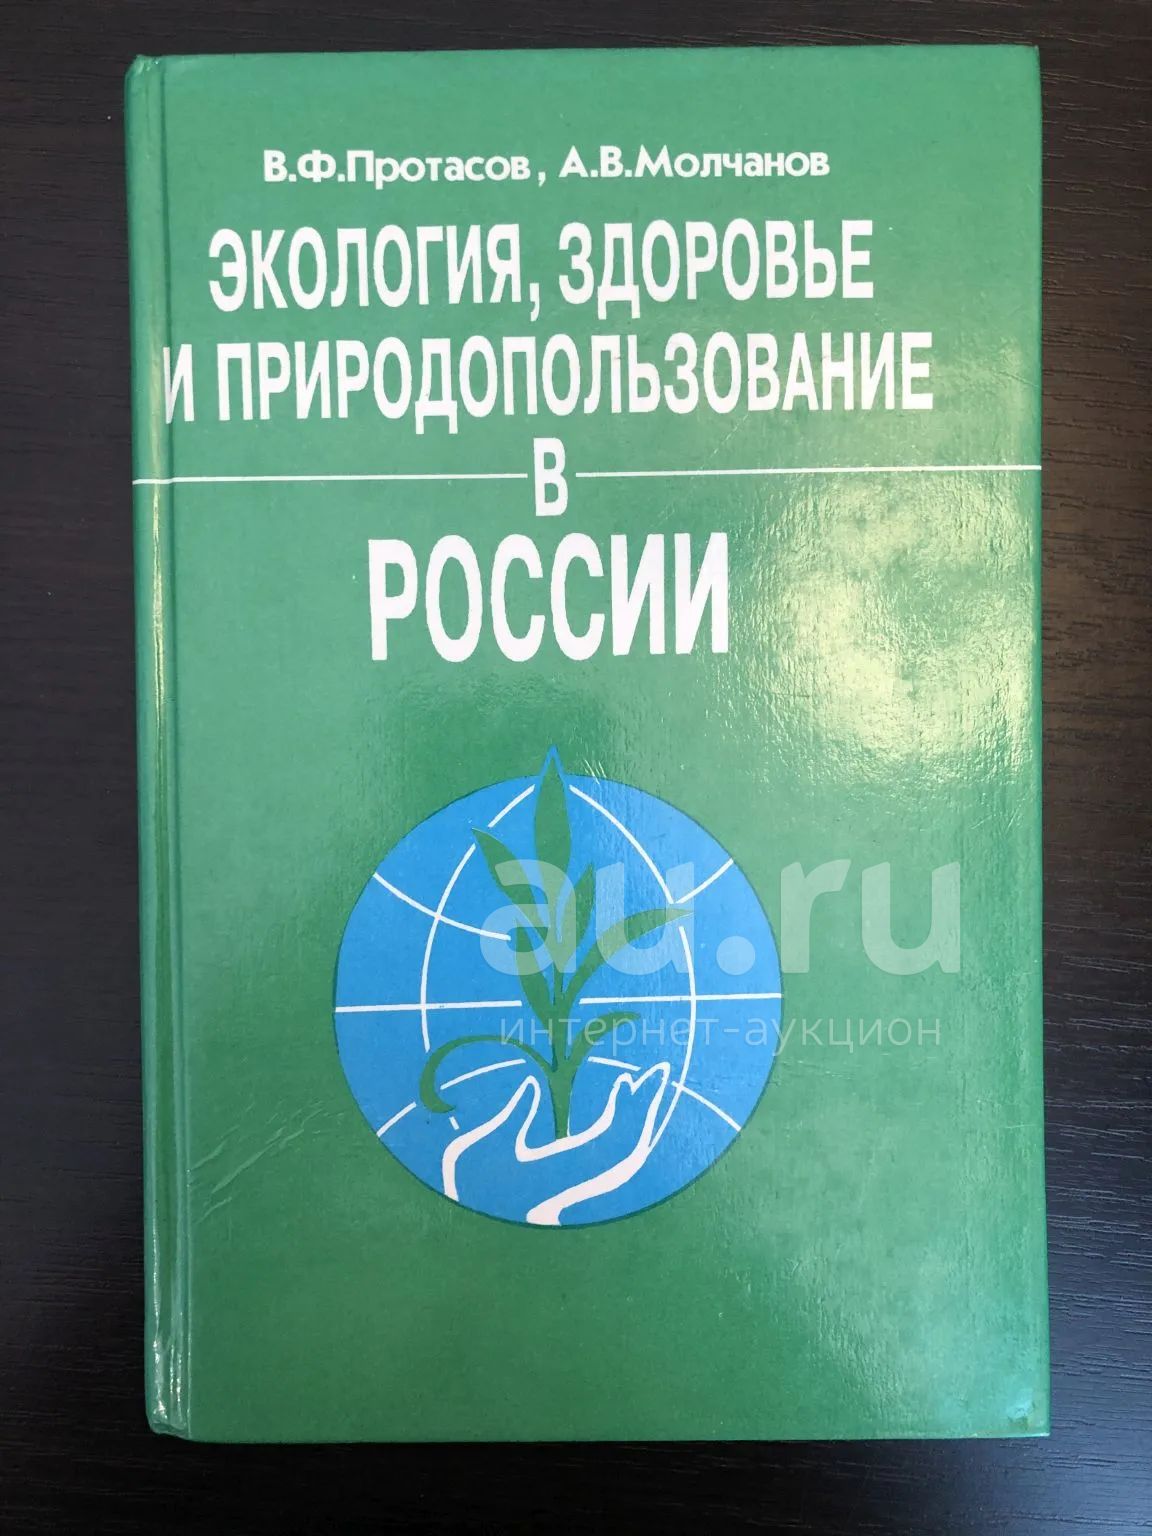 В.Ф.Протасов, А.В.Молчанов
ЭКОЛОГИЯ, ЗДОРОВЬЕ
И ПРИРОДОПОЛЬЗОВАНИЕ
В
РОССИИ
au.ru
интернет-аукцион